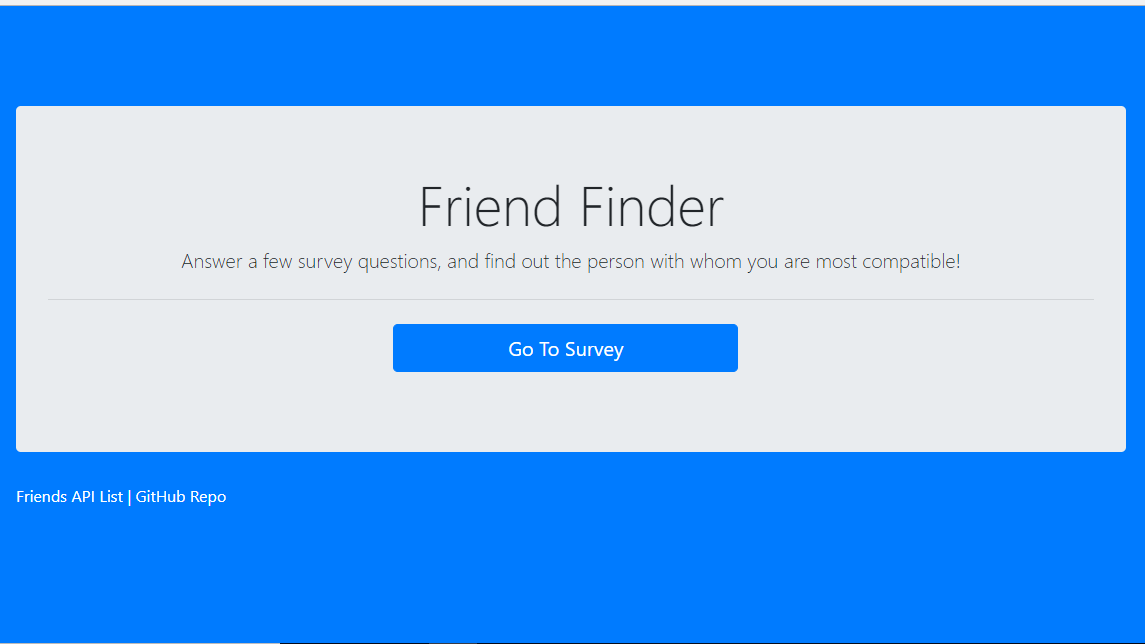 Friend Finder
Answer a few survey questions, and find out the person with whom you are most compatible!
Go To Survey
Friends API List | GitHub Repo